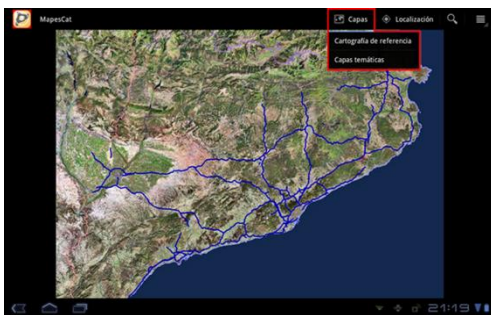 MapesCat
Capas
Localización
Cartografía de referencia
Capas temáticas
21:19